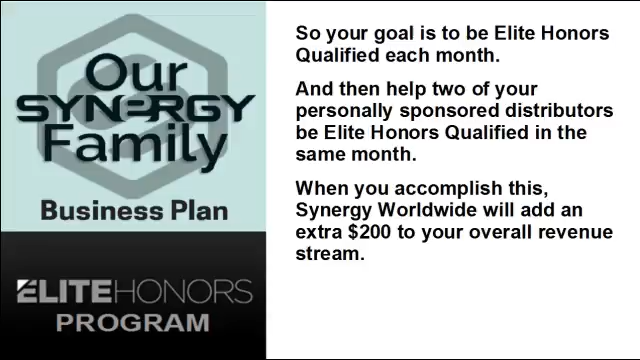 Our
SYNERGY
Family
Business Plan
ELITEHONORS
PROGRAM
So your goal is to be Elite Honors
Qualified each month.
And then help two of your
personally sponsored distributors
be Elite Honors Qualified in the
same month.
When you accomplish this,
Synergy Worldwide will add an
extra $200 to your overall revenue
stream.